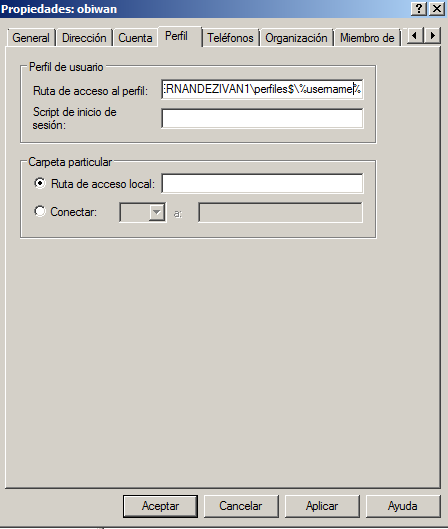 Propiedades: obiwan
General Dirección Cuenta Perfil Teléfonos Organización Miembro de
Perfil de usuario
Ruta de acceso al perfil: ERNANDEZIVAN1\perfiles$\%username%
Script de inicio de
sesión:
Carpeta particular
Ruta de acceso local:
Conectar: a:
Aceptar Cancelar Aplicar Ayuda